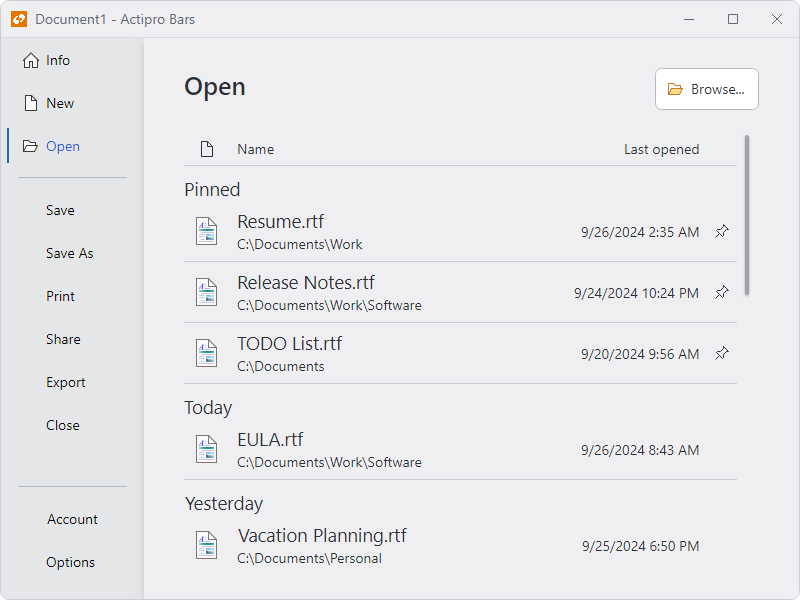 Document1 - Actipro Bars
Info
New
Open
Save
Save As
Print
Share
Export
Close
Account
Options
Open
Browse...
Name Last opened
Pinned
Resume.rtf
C:\Documents\Work
9/26/2024 2:35 AM
Release Notes.rtf
C:\Documents\Work\Software
9/24/2024 10:24 PM
TODO List.rtf
C:\Documents
9/20/2024 9:56 AM
Today
EULA.rtf
C:\Documents\Work\Software
9/26/2024 8:43 AM
Yesterday
Vacation Planning.rtf
C:\Documents\Personal
9/25/2024 6:50 PM